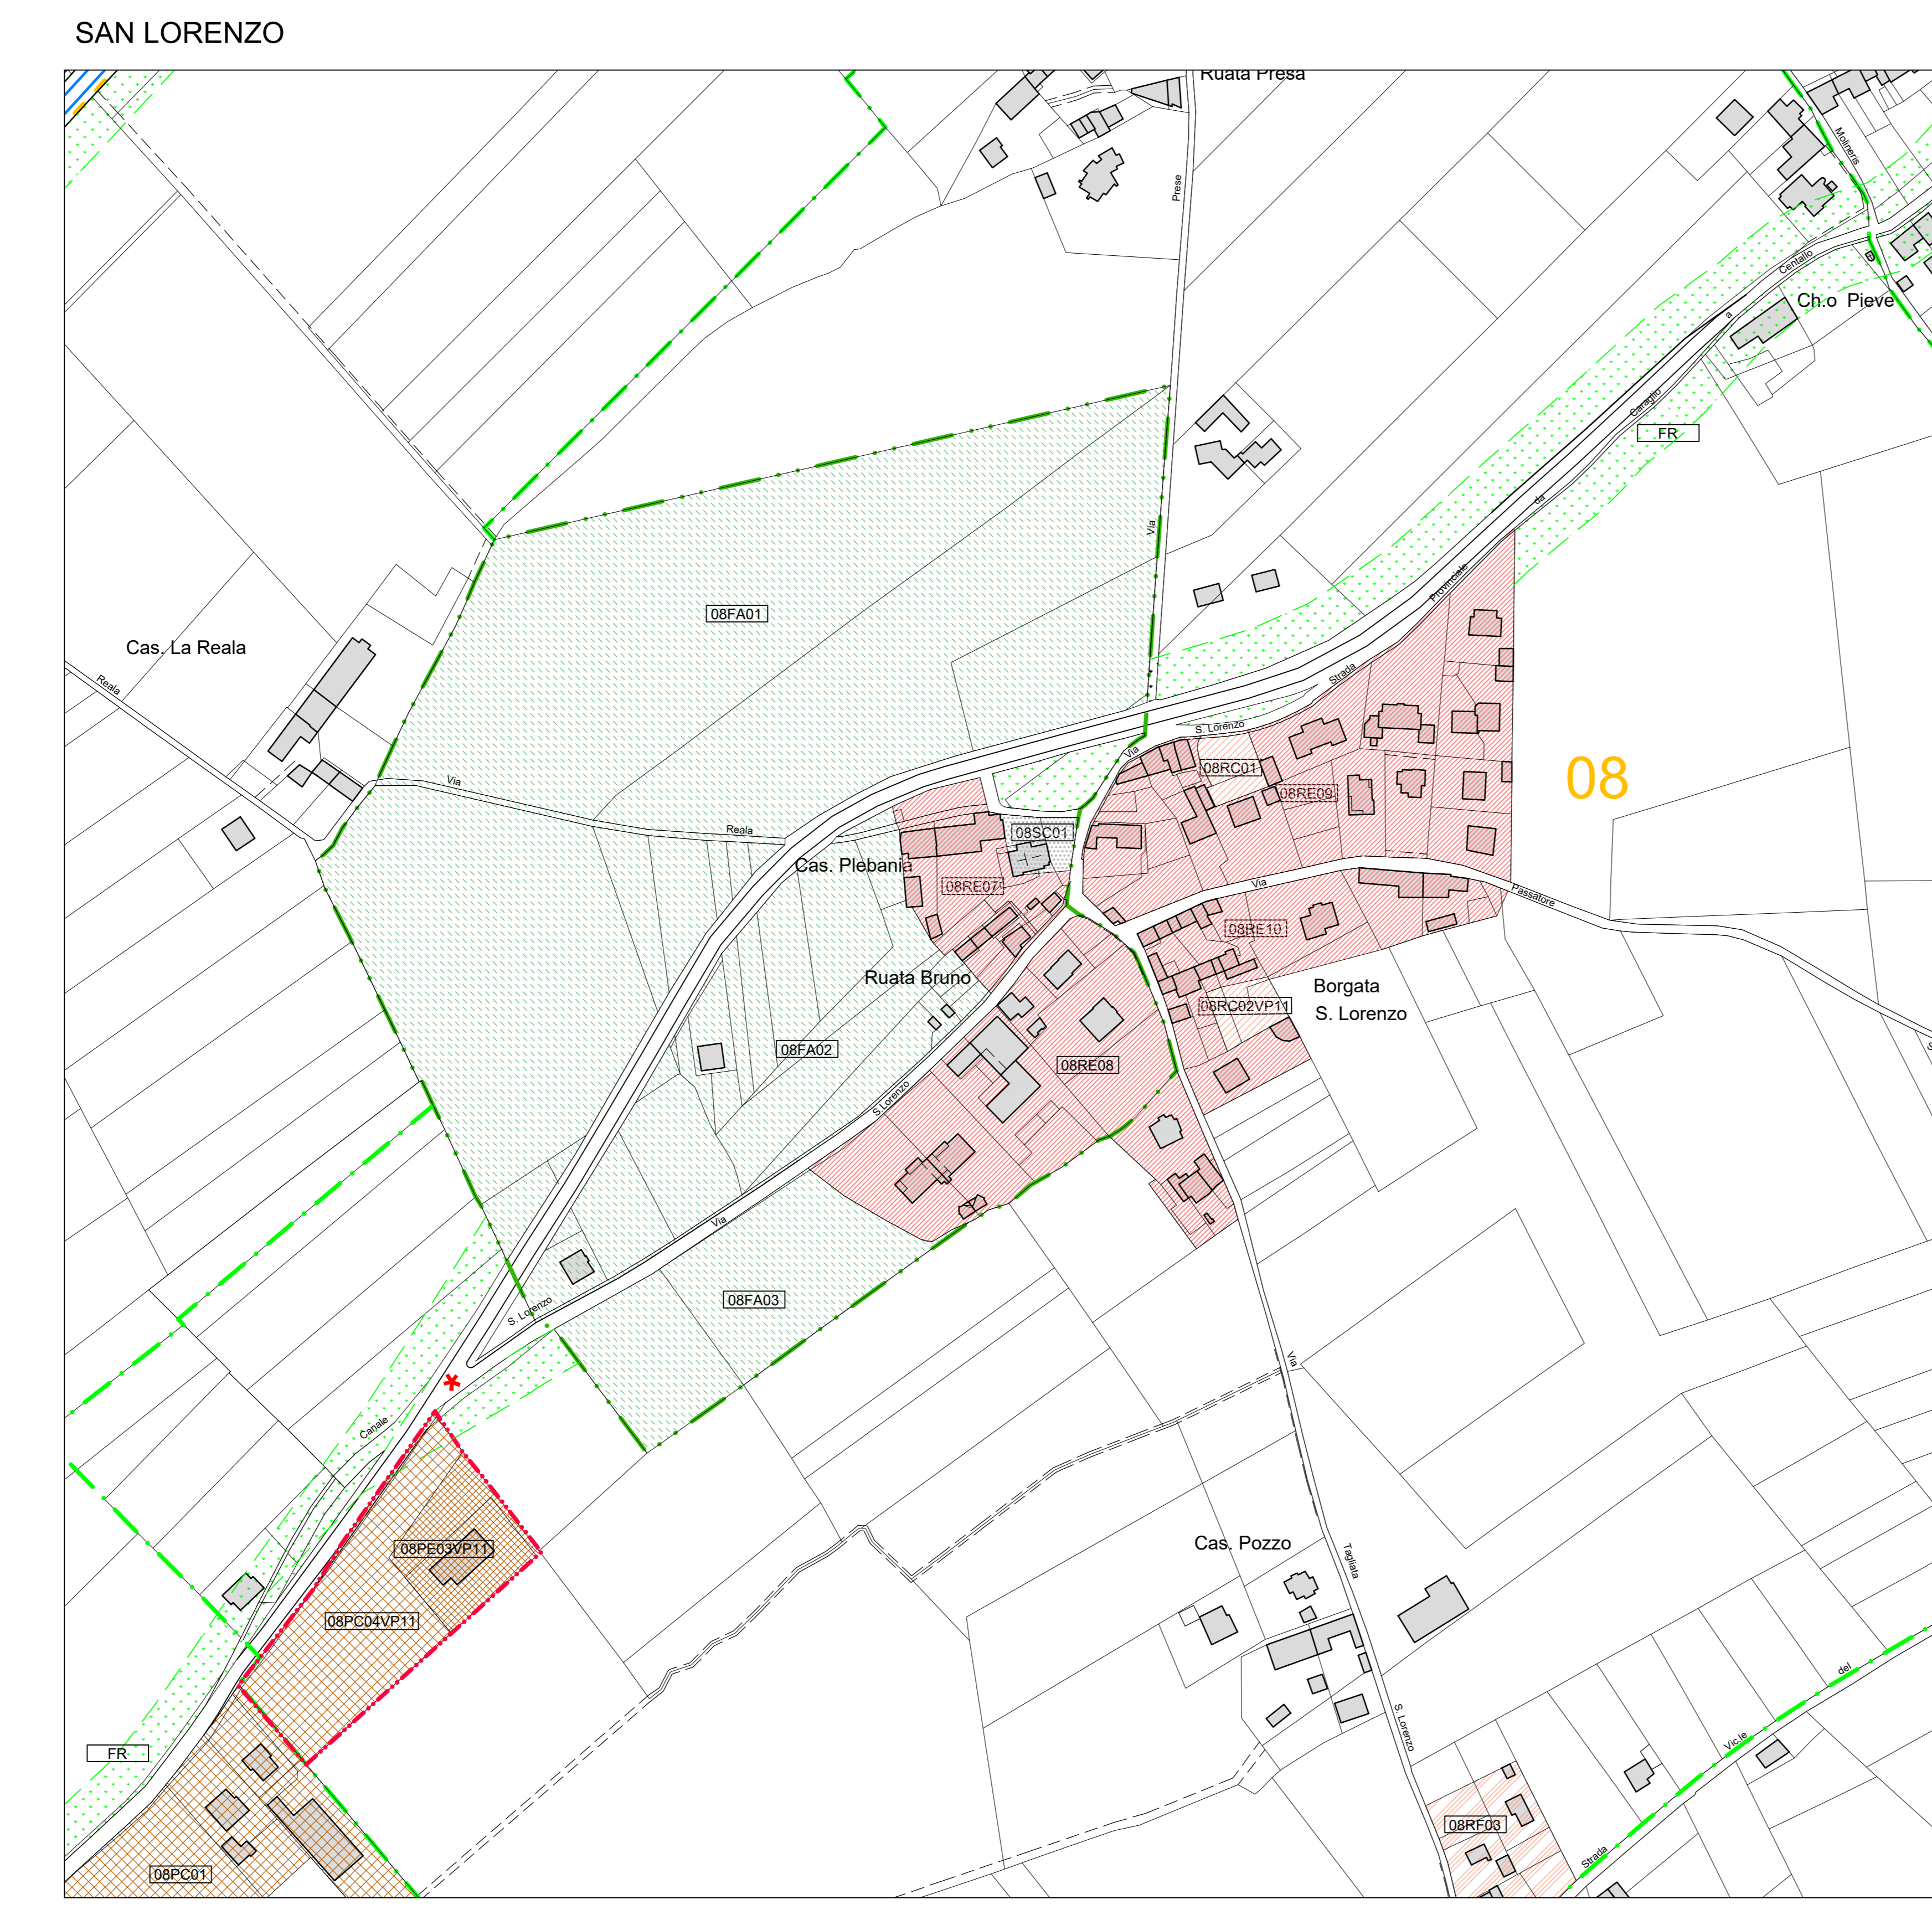 SAN LORENZO
Ruata Presa
Molineris
Prese
Centallo
a
Ch.o Pieve
Caraglio
FR
da
Via
Provinciale
08FA01
Cas. La Reala
Reala
Strada
S. Lorenzo
Via
08RC01
08
Via
08RE09
Reala
08SC01
Cas. Plebania
08RE07
Via
Passatore
08RE10
Ruata Bruno
Borgata
S. Lorenzo
08RC02VP11
08FA02
08RE08
S.Lorenzo
Via
08FA03
S. Lorenzo
Via
*
Canale
08PE03VP11
Cas. Pozzo
Tagliata
08PC04VP11
del
S. Lorenzo
Vic.le
FR
08RF03
Strada
08PC01